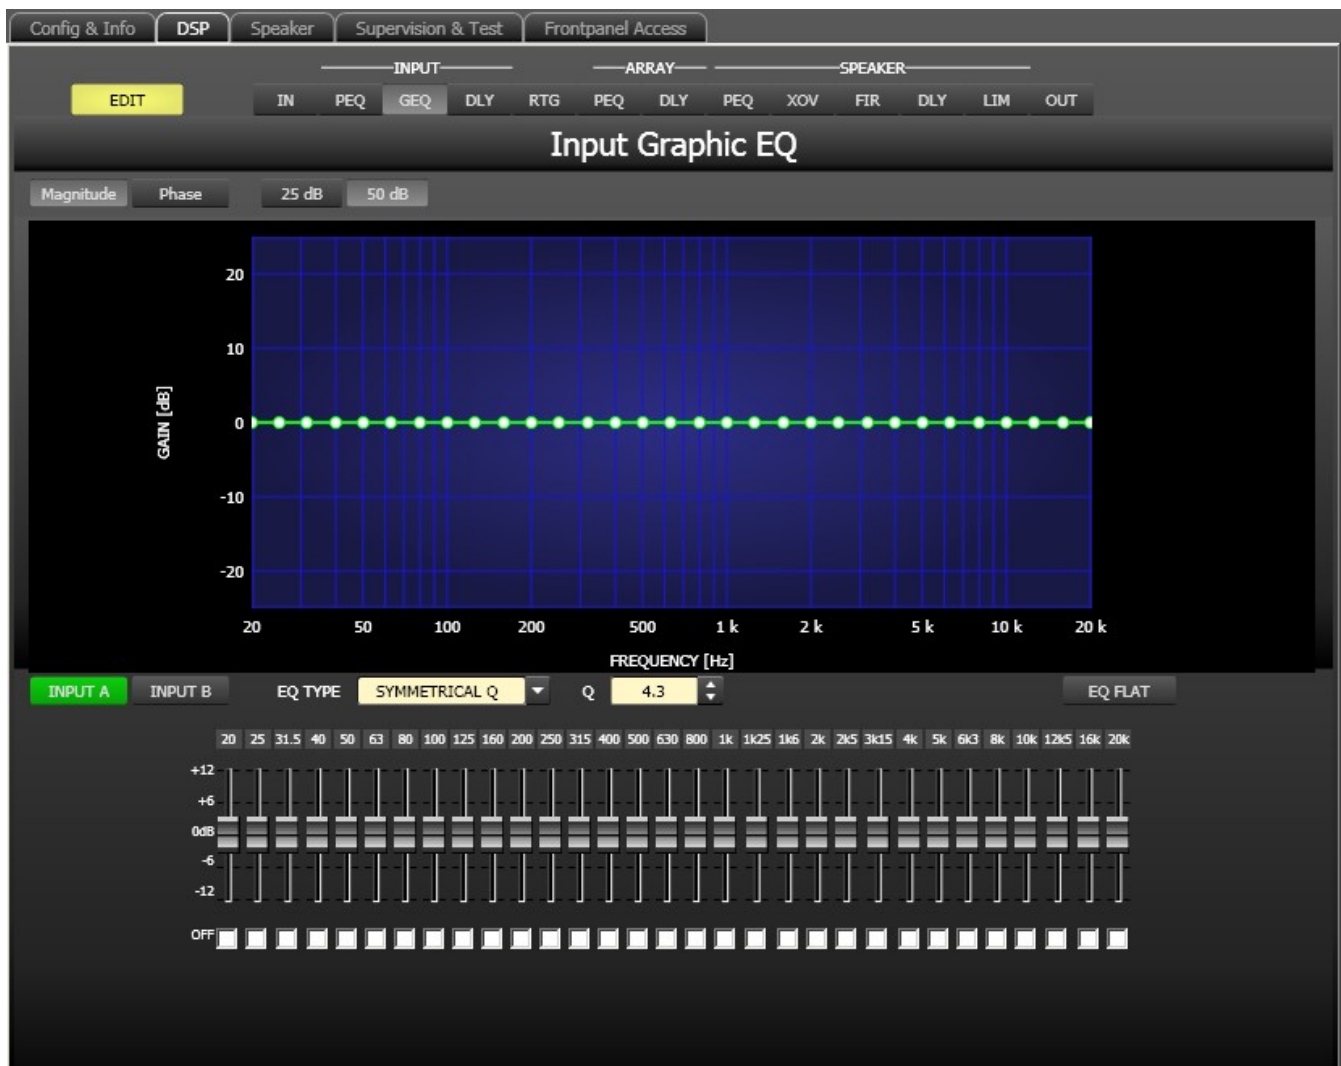 Config & Info DSP Speaker Supervision & Test Frontpanel Access
INPUT ARRAY SPEAKER
EDIT IN PEQ GEQ DLY RTG PEQ DLY PEQ XOV FIR DLY LIM OUT
Input Graphic EQ
Magnitude Phase 25 dB 50 dB
20
10
GAIN [dB]
0
-10
-20
20 50 100 200 500 1 k 2 k 5 k 10 k 20 k
FREQUENCY [Hz]
INPUT A INPUT B EQ TYPE SYMMETRICAL Q Q 4.3 EQ FLAT
20 25 31.5 40 50 63 80 100 125 160 200 250 315 400 500 630 800 1k 1k25 1k6 2k 2k5 3k15 4k 5k 6k3 8k 10k 12k5 16k 20k
+12
+6
0dB
-6
-12
OFF